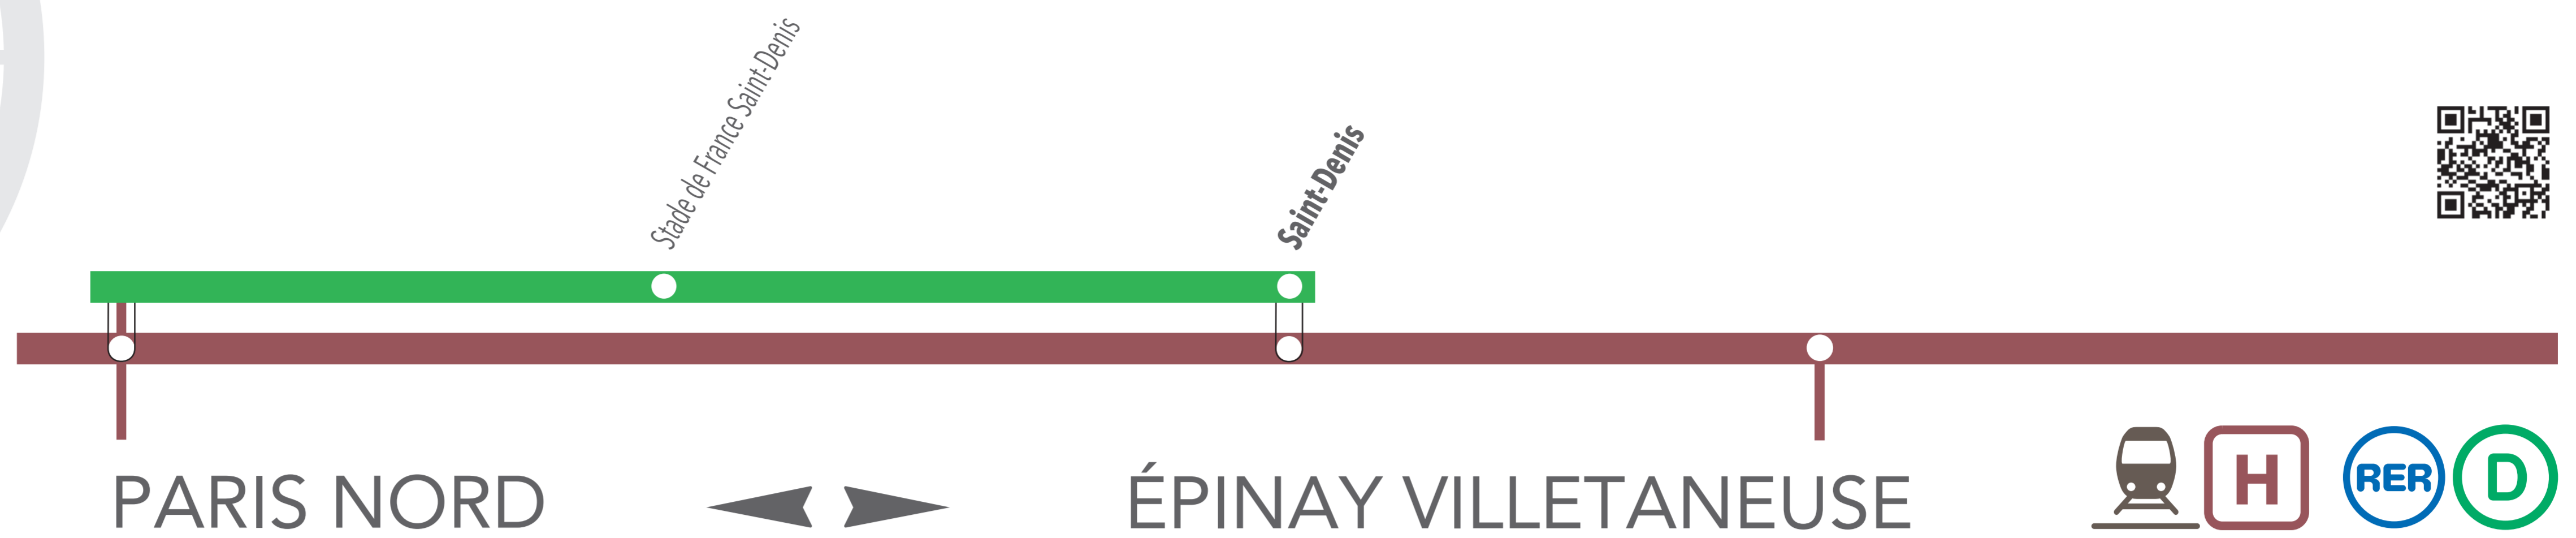 Stade de France Saint-Denis
Saint-Denis
PARIS NORD
ÉPINAY VILLETANEUSE
H
RER
D